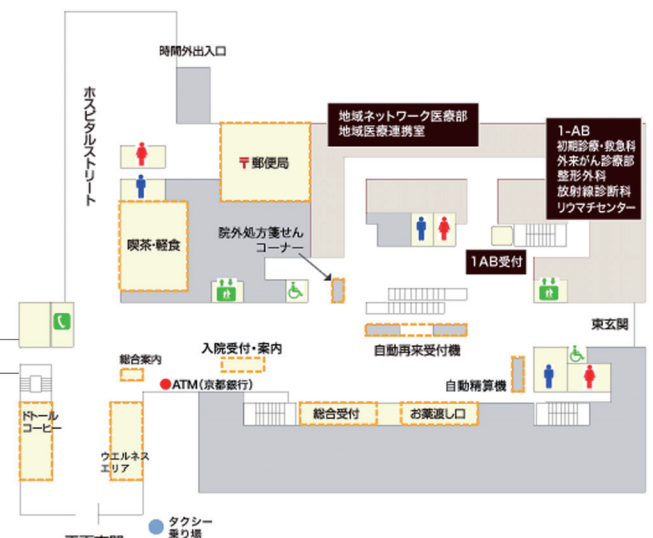 時間外出入口
ホスピタルストリート
地域ネットワーク医療部
地域医療連携室
1-AB
初期診療・救急科
外来がん診療部
整形外科
放射線診断科
リウマチセンター
〒郵便局
喫茶・軽食
院外処方箋せん
コーナー
1AB受付
東玄関
自動再来受付機
入院受付・案内
総合案内
ATM(京都銀行)
自動精算機
ドトール
コーヒー
総合受付
お薬渡し口
ウエルネス
エリア
タクシー
乗り場